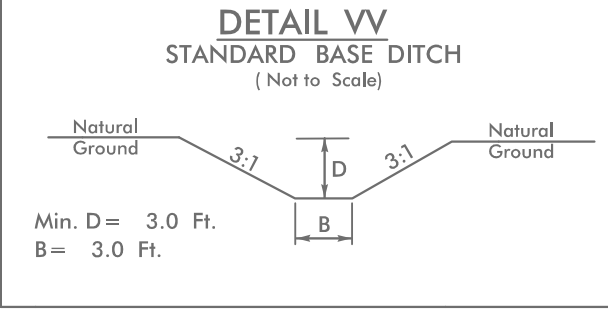 DETAIL VV
STANDARD BASE DITCH
( Not to Scale)
Natural
Ground
3:1
D
3:1
Natural
Ground
B
Min. D = 3.0 Ft.
B = 3.0 Ft.